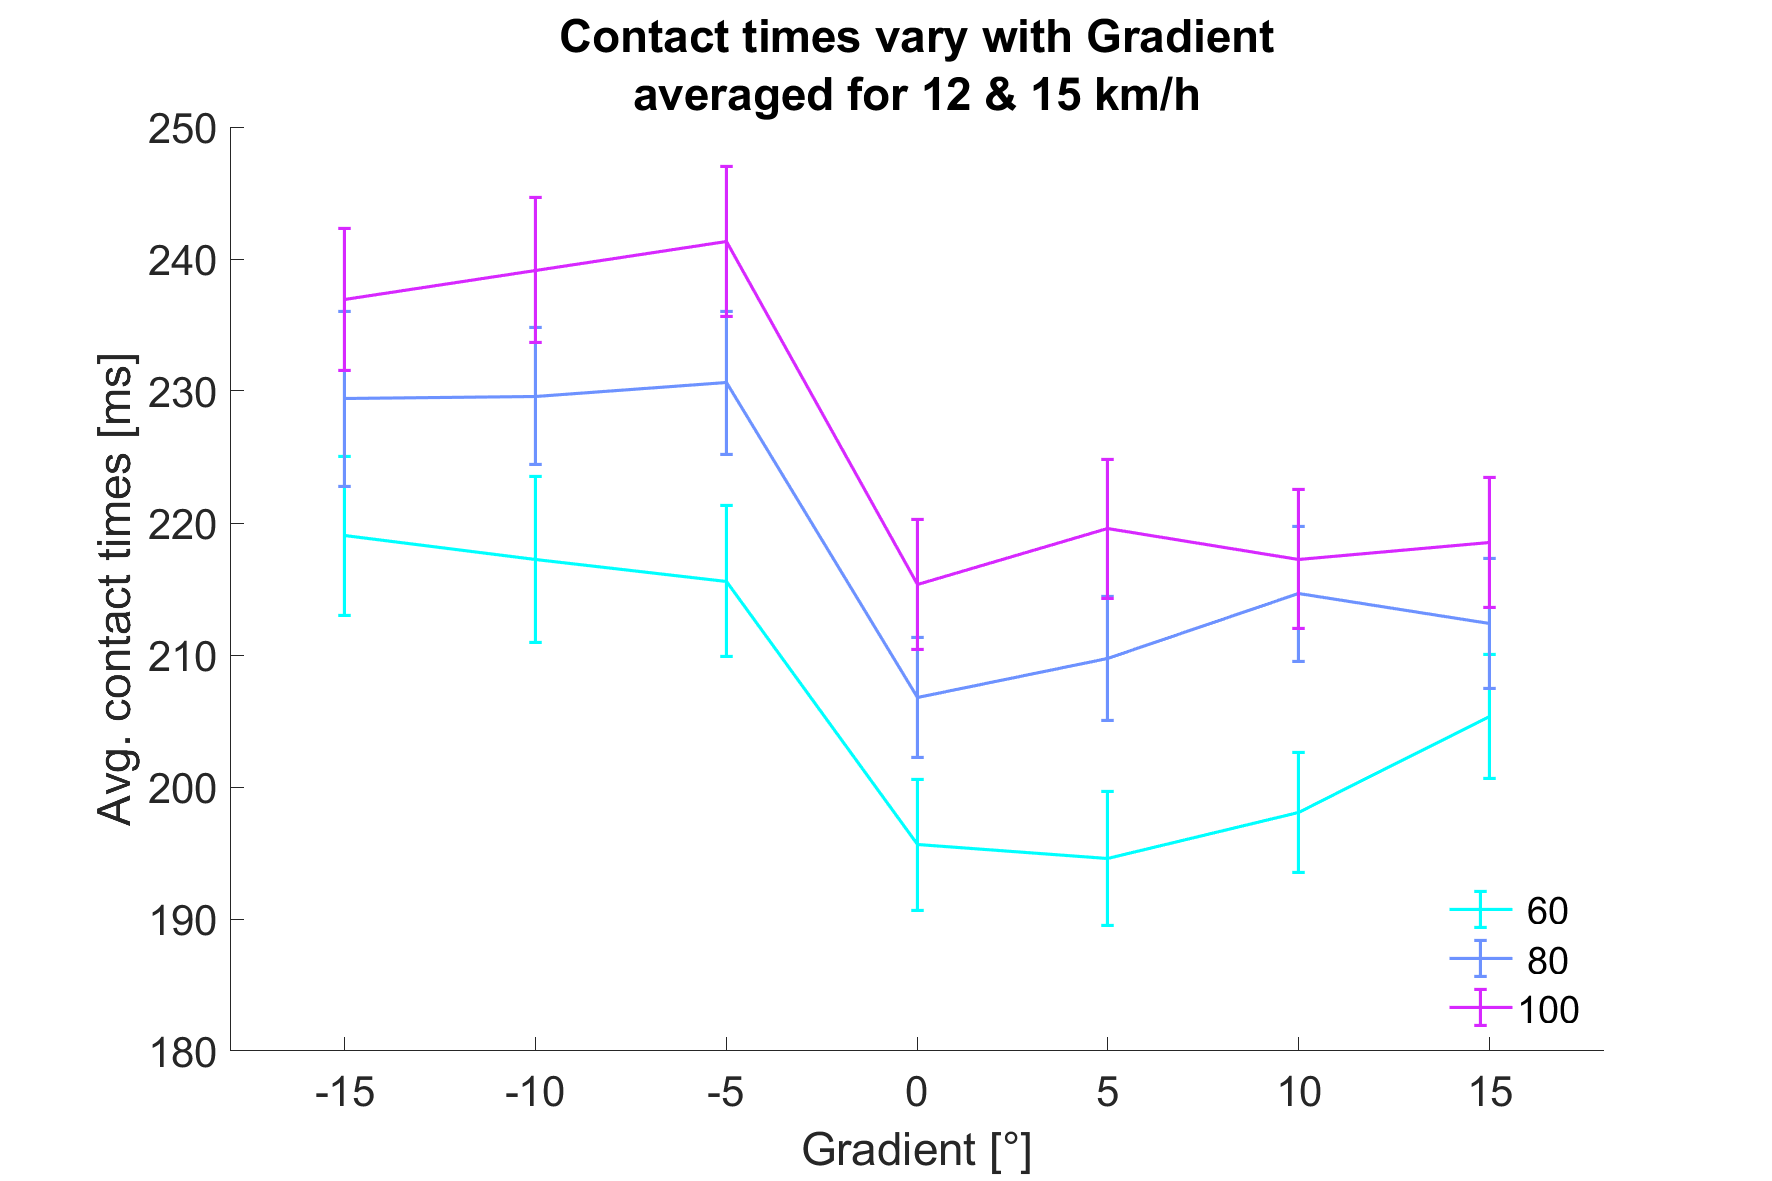 Contact times vary with Gradient
averaged for 12 & 15 km/h
250
240
230
220
210
200
190
180
Avg. contact times [ms]
-15 -10 -5 0 5 10 15
Gradient [°]
60
80
100